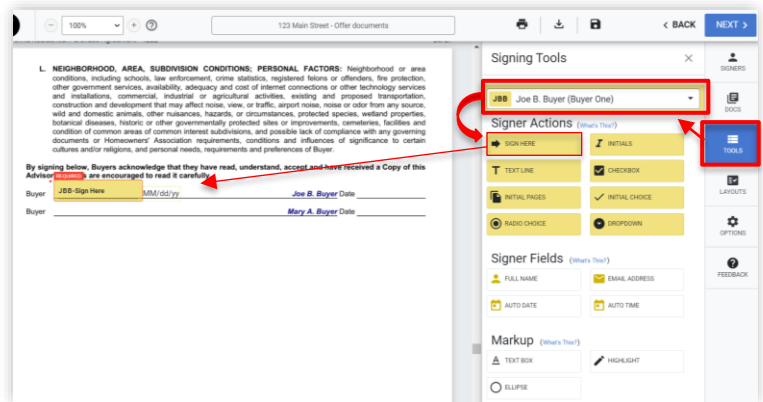 100%
123 Main Street - Offer documents
< BACK
NEXT >
L. NEIGHBORHOOD, AREA, SUBDIVISION CONDITIONS; PERSONAL FACTORS: Neighborhood or area
conditions, including schools, law enforcement, crime statistics, registered felons or offenders, fire protection,
other government services, availability, adequacy and cost of internet connections or other technology services
and installations, commercial, industrial or agricultural activities, existing and proposed transportation,
construction and development that may affect noise, view, or traffic, airport noise, noise or odor from any source,
wild and domestic animals, other nuisances, hazards, or circumstances, protected species, wetland properties,
botanical diseases, historic or other governmentally protected sites or improvements, cemeteries, facilities and
condition of common areas of common interest subdivisions, and possible lack of compliance with any governing
documents or Homeowners' Association requirements, conditions and influences of significance to certain
cultures and/or religions, and personal needs, requirements and preferences of Buyer.
By signing below, Buyers acknowledge that they have read, understand, accept and have received a Copy of this
are encouraged to read it carefully.
REQUIRED
Buyer JBB-Sign Here MM/dd/yy Joe B. Buyer Date
Buyer Mary A. Buyer Date
Signing Tools
JBB Joe B. Buyer (Buyer One)
Signer Actions (What's This?)
SIGN HERE
INITIALS
TEXT LINE
CHECKBOX
INITIAL PAGES
INITIAL CHOICE
RADIO CHOICE
DROPDOWN
Signer Fields (What's This?)
FULL NAME
EMAIL ADDRESS
AUTO DATE
AUTO TIME
Markup (What's This?)
TEXT BOX
HIGHLIGHT
ELLIPSE
SIGNERS
DOCS
TOOLS
LAYOUTS
OPTIONS
FEEDBACK